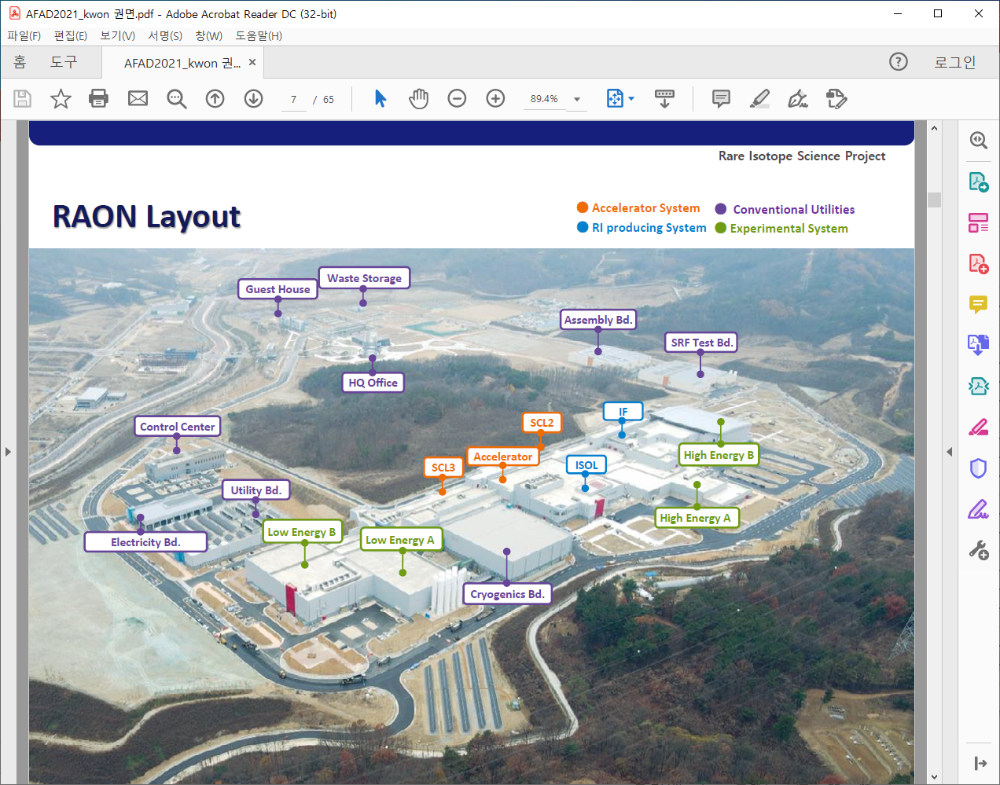 AFAD2021_kwon 권면.pdf - Adobe Acrobat Reader DC (32-bit)
파일(F) 편집(E) 보기(V) 서명(S) 창(W) 도움말(H)
홈 도구 AFAD2021_kwon 권... × 로그인
7 / 65 89.4%
Rare Isotope Science Project
RAON Layout
Accelerator System Conventional Utilities
RI producing System Experimental System
Waste Storage
Guest House
Assembly Bd.
SRF Test Bd.
HQ Office
IF
SCL2
Control Center
High Energy B
Accelerator
ISOL
SCL3
Utility Bd.
High Energy A
Low Energy B
Low Energy A
Electricity Bd.
Cryogenics Bd.